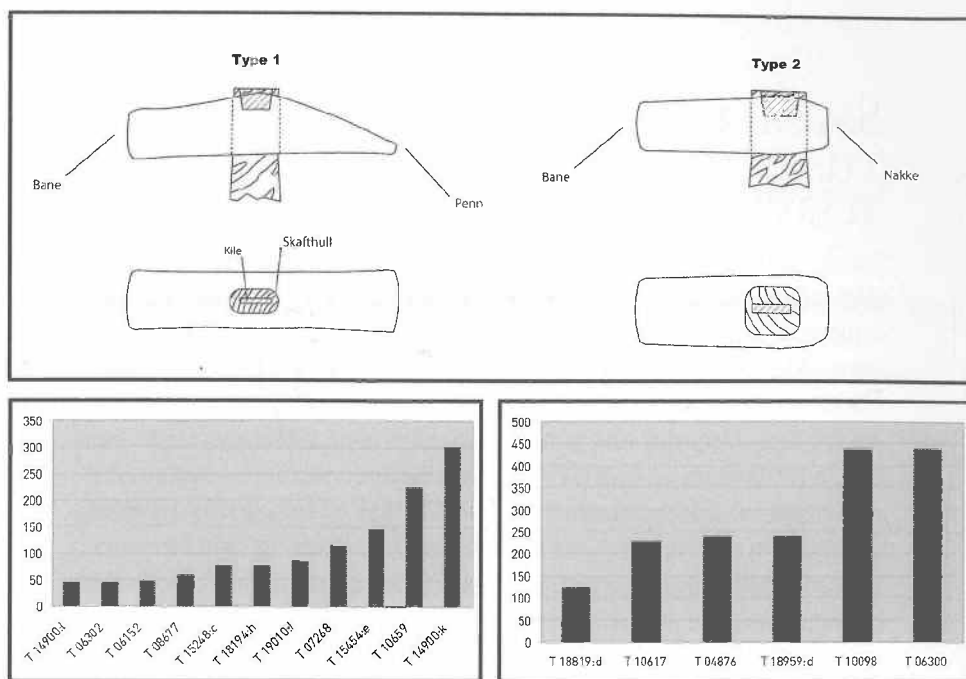 Type 1
Type 2
Bane
Penn
Bane
Nakke
Kile
Skafthull
350
300
250
200
150
100
50
0
T 14900:l
T 06302
T 06152
T 08677
T 15248:c
T 18194:h
T 19010:l
T 07268
T 15454:e
T 10659
T 14900:k
500
450
400
350
300
250
200
150
100
50
0
T 18819:d
T 10617
T 04876
T 18959:d
T 10098
T 06300